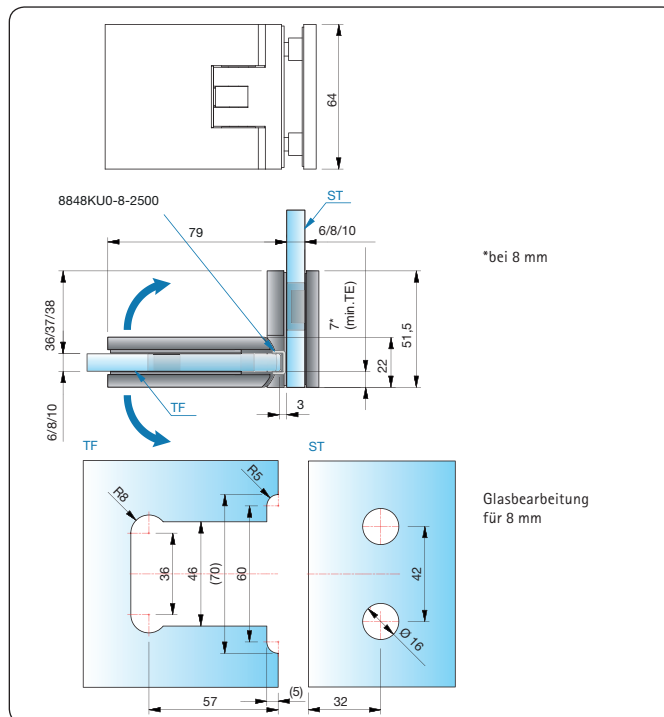 64
8848KU0-8-2500
ST
79
6/8/10
*bei 8 mm
36/37/38
7*
(min.TE)
51,5
22
TF
3
6/8/10
TF
ST
R8
R5
Glasbearbeitung
für 8 mm
36
46
(70)
60
42
Ø 16
57
(5)
32